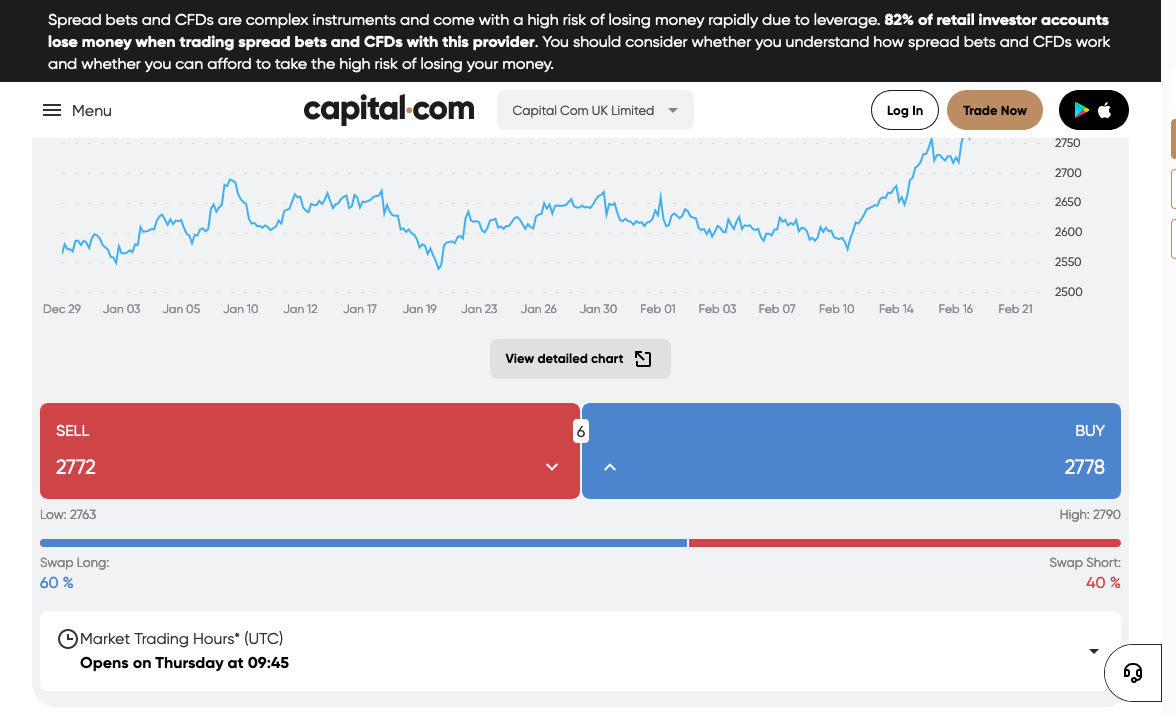 Spread bets and CFDs are complex instruments and come with a high risk of losing money rapidly due to leverage. 82% of retail investor accounts
lose money when trading spread bets and CFDs with this provider. You should consider whether you understand how spread bets and CFDs work
and whether you can afford to take the high risk of losing your money.
Menu
capital.com
Capital Com UK Limited
Log In
Trade Now
2750
2700
2650
2600
2550
2500
Dec 29 Jan 03 Jan 05 Jan 10 Jan 12 Jan 17 Jan 19 Jan 23 Jan 26 Jan 30 Feb 01 Feb 03 Feb 07 Feb 10 Feb 14 Feb 16 Feb 21
View detailed chart
SELL 6 BUY
2772 2778
Low: 2763 High: 2790
Swap Long: Swap Short:
60 % 40 %
Market Trading Hours* (UTC)
Opens on Thursday at 09:45